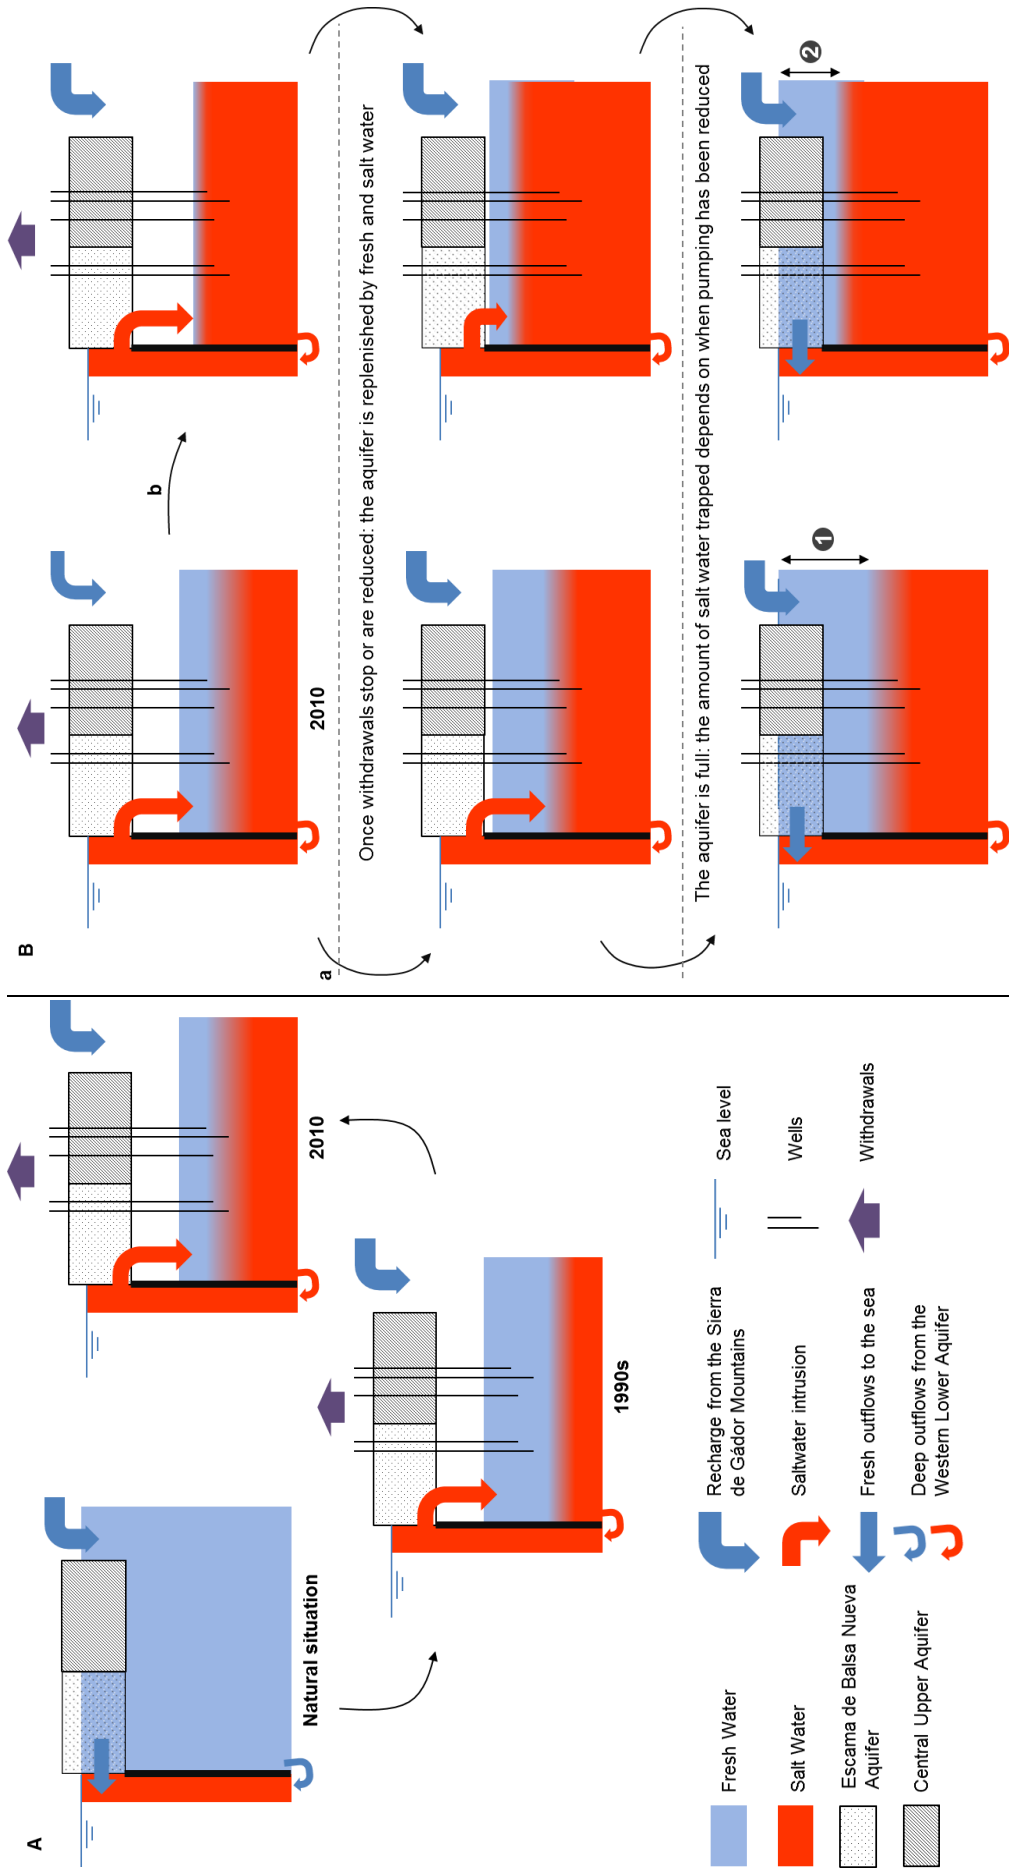 A
Natural situation
1990s
2010
Fresh Water
Salt Water
Escama de Balsa Nueva
Aquifer
Central Upper Aquifer
Recharge from the Sierra
de Gádor Mountains
Saltwater intrusion
Fresh outflows to the sea
Deep outflows from the
Western Lower Aquifer
Sea level
Wells
Withdrawals
B
2010
b
a
Once withdrawals stop or are reduced: the aquifer is replenished by fresh and salt water
The aquifer is full: the amount of salt water trapped depends on when pumping has been reduced
❶
❷